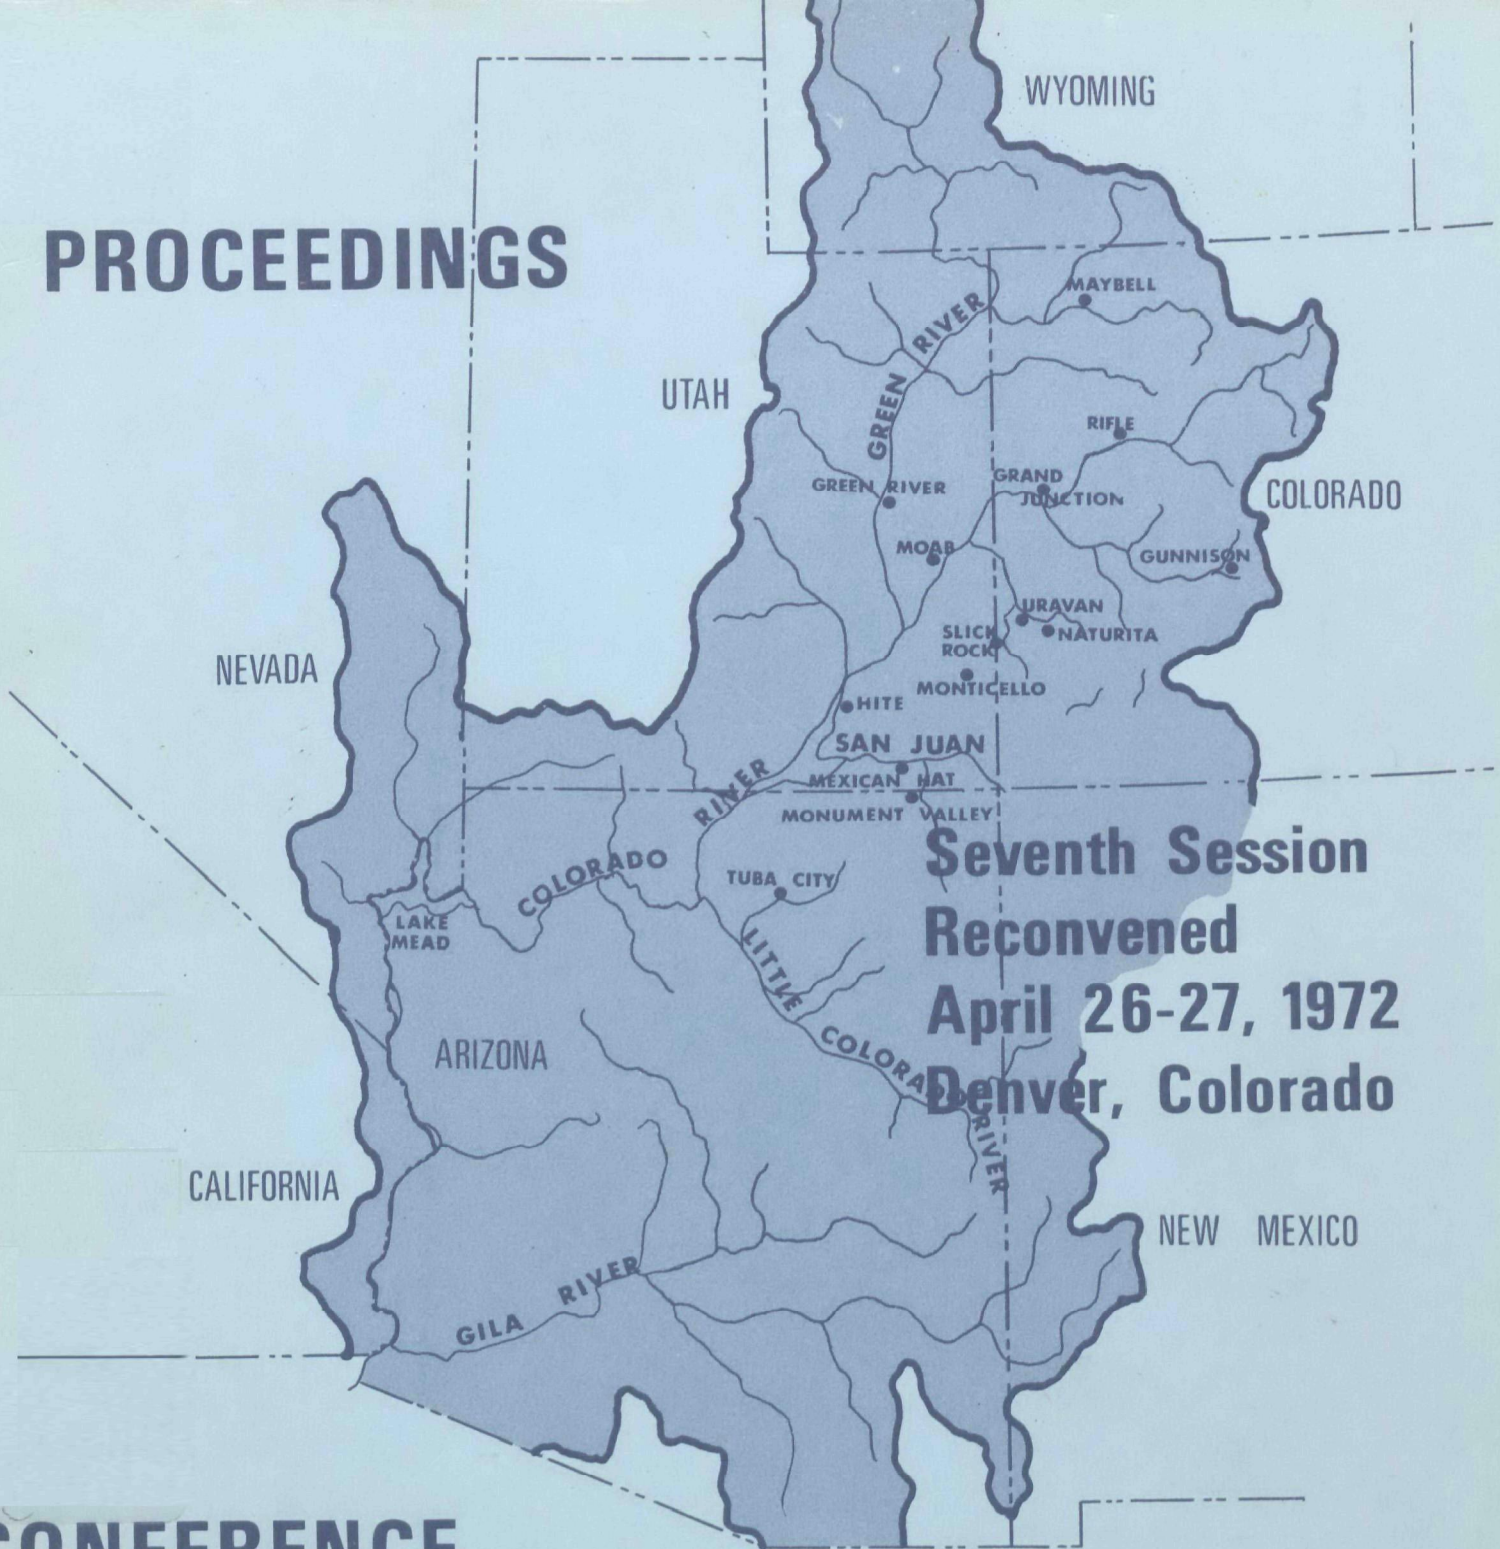 WYOMING
PROCEEDINGS
MAYBELL
GREEN RIVER
UTAH
RIFLE
GRAND
JUNCTION
GREEN RIVER
COLORADO
MOAB
GUNNISON
URAVAN
NATURITA
SLICK
ROCK
NEVADA
MONTICELLO
HITE
SAN JUAN
MEXICAN HAT
MONUMENT VALLEY
COLORADO RIVER
Seventh Session
Reconvened
April 26-27, 1972
Denver, Colorado
TUBA CITY
LAKE
MEAD
LITTLE COLORADO RIVER
ARIZONA
CALIFORNIA
NEW MEXICO
GILA RIVER
CONFERENCE